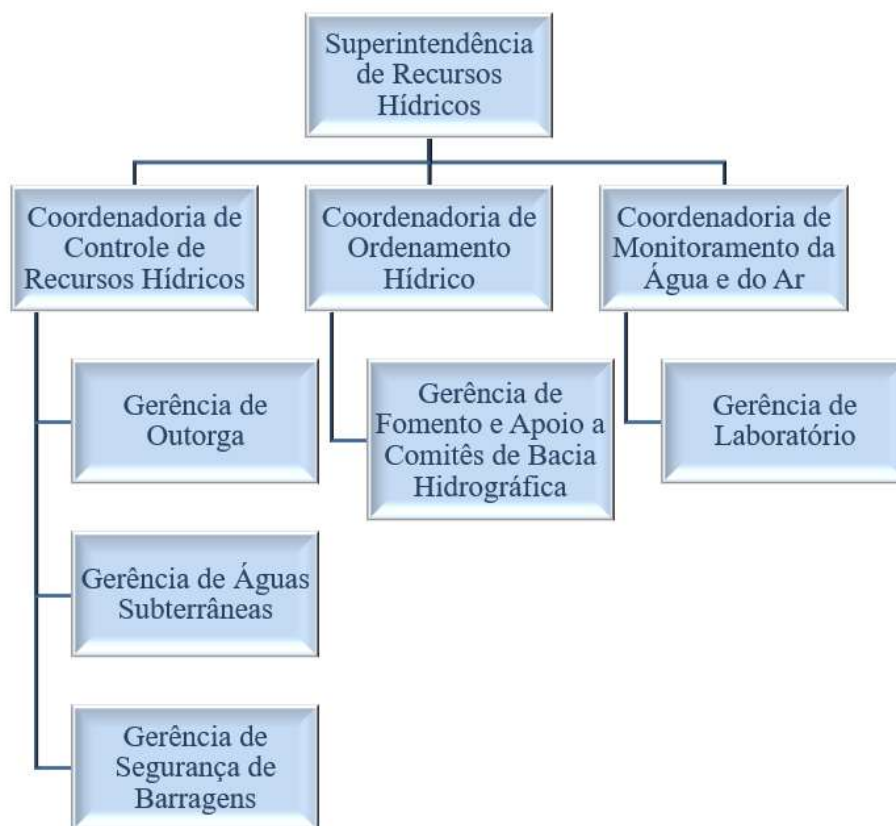 Superintendência
de Recursos
Hídricos
Coordenadoria de
Controle de
Recursos Hídricos
Coordenadoria de
Ordenamento
Hídrico
Coordenadoria de
Monitoramento da
Água e do Ar
Gerência de
Outorga
Gerência de Águas
Subterrâneas
Gerência de
Segurança de
Barragens
Gerência de
Fomento e Apoio a
Comitês de Bacia
Hidrográfica
Gerência de
Laboratório